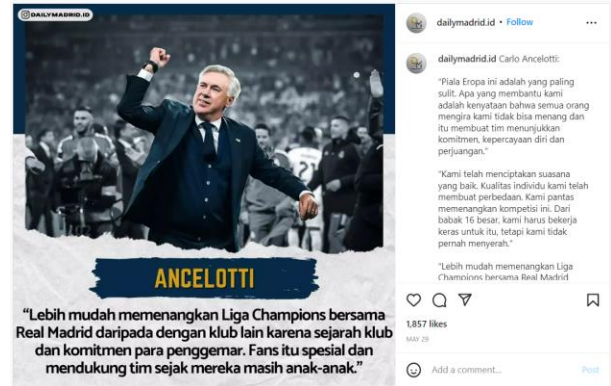 DAILYMADRID.ID
ANCELOTTI
“Lebih mudah memenangkan Liga Champions bersama
Real Madrid daripada dengan klub lain karena sejarah klub
dan komitmen para penggemar. Fans itu spesial dan
mendukung tim sejak mereka masih anak-anak.”
dailymadrid.id • Follow
dailymadrid.id Carlo Ancelotti:
"Piala Eropa ini adalah yang paling
sulit. Apa yang membantu kami
adalah kenyataan bahwa semua orang
mengira kami tidak bisa menang dan
itu membuat tim menunjukkan
komitmen, kepercayaan diri dan
perjuangan."
"Kami telah menciptakan suasana
yang baik. Kualitas individu kami telah
membuat perbedaan. Kami pantas
memenangkan kompetisi ini. Dari
babak 16 besar, kami harus bekerja
keras untuk itu, tetapi kami tidak
pernah menyerah."
"Lebih mudah memenangkan Liga
Champions bersama Real Madrid
1,857 likes
MAY 29
Add a comment...
Post